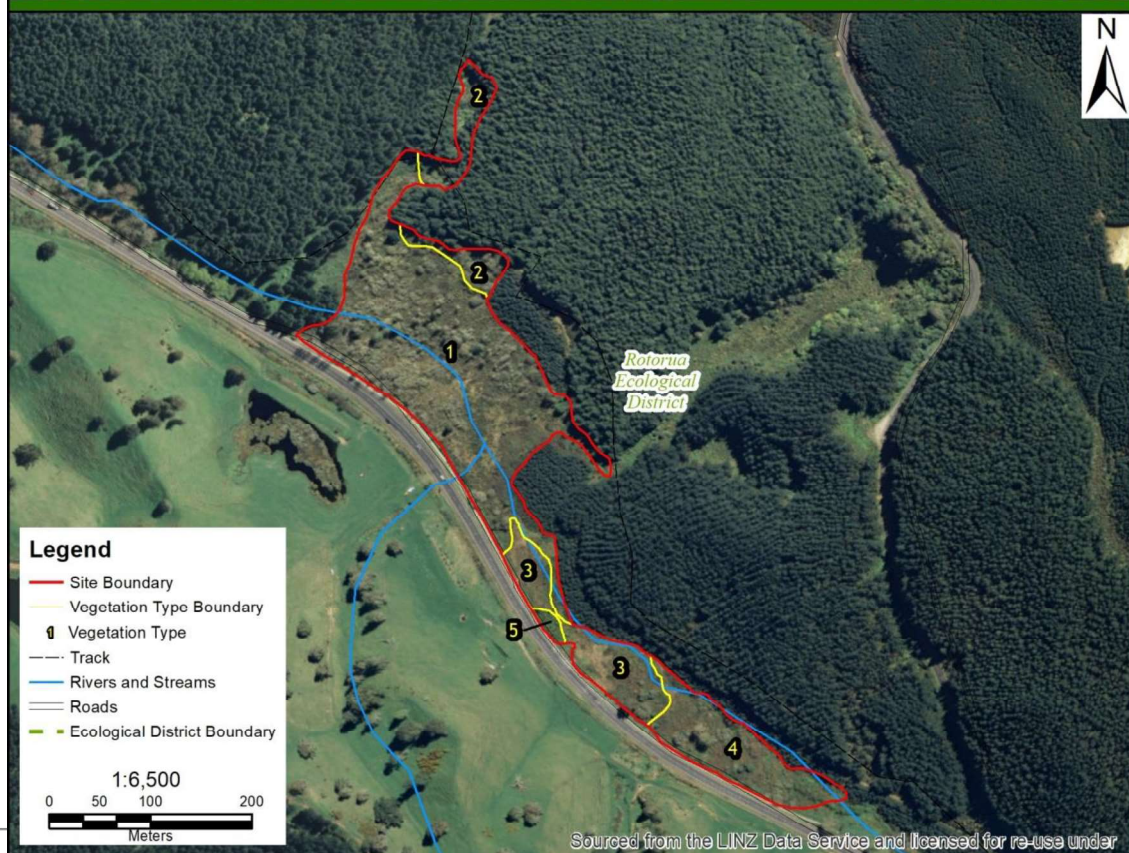 N
2
2
1
Rotorua
Ecological
District
3
5
3
4
Legend
Site Boundary
Vegetation Type Boundary
1 Vegetation Type
Track
Rivers and Streams
Roads
Ecological District Boundary
1:6,500
0 50 100 200
Meters
Sourced from the LINZ Data Service and licensed for re-use under